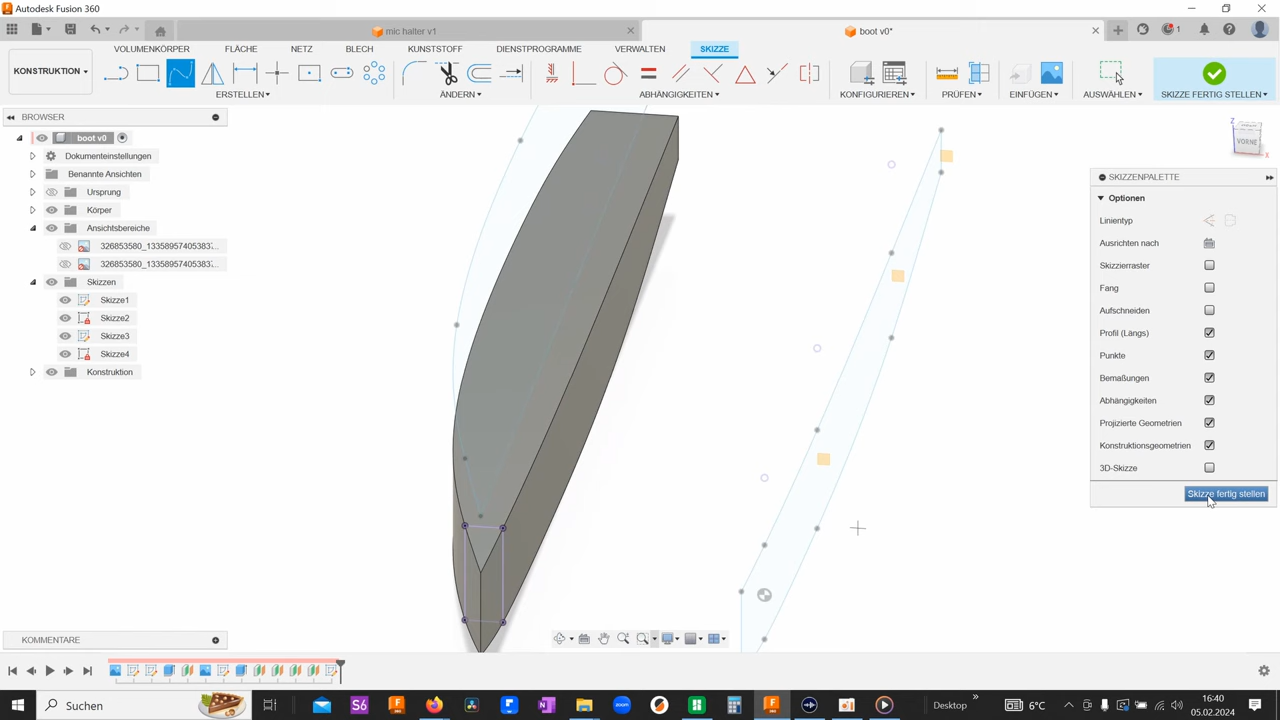 Autodesk Fusion 360
mic halter v1
boot v0*
1
KONSTRUKTION
VOLUMENKÖRPER FLÄCHE NETZ BLECH KUNSTSTOFF DIENSTPROGRAMME VERWALTEN SKIZZE
ERSTELLEN ÄNDERN ABHÄNGIGKEITEN KONFIGURIEREN PRÜFEN EINFÜGEN AUSWÄHLEN SKIZZE FERTIG STELLEN
BROWSER
boot v0
Dokumenteinstellungen
Benannte Ansichten
Ursprung
Körper
Ansichtsbereiche
326853580_13358957405383?...
326853580_13358957405383?...
Skizzen
Skizze1
Skizze2
Skizze3
Skizze4
Konstruktion
Z
VORNE
X
SKIZZENPALETTE
Optionen
Linientyp
Ausrichten nach
Skizzierraster
Fang
Aufschneiden
Profil (Längs)
Punkte
Bemaßungen
Abhängigkeiten
Projizierte Geometrien
Konstruktionsgeometrien
3D-Skizze
Skizze fertig stellen
KOMMENTARE
Suchen
S6
zoom
Desktop
6°C
16:40
05.02.2024